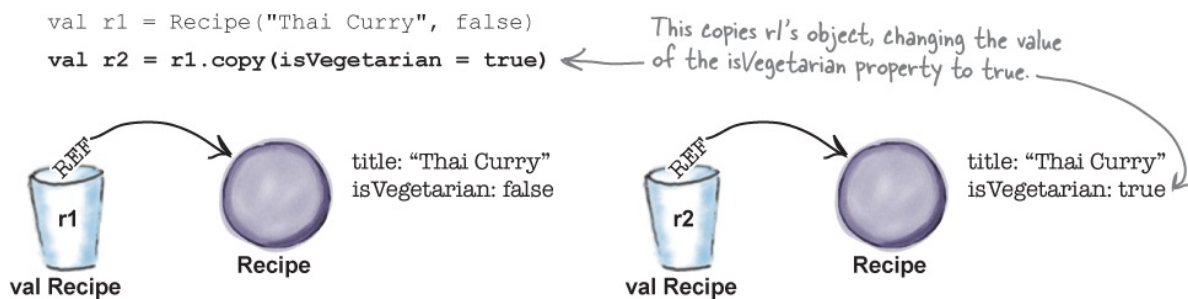 val r1 = Recipe("Thai Curry", false)
val r2 = r1.copy(isVegetarian = true)
This copies r1's object, changing the value
of the isVegetarian property to true.
REF
r1
val Recipe
Recipe
title: “Thai Curry”
isVegetarian: false
REF
r2
val Recipe
Recipe
title: “Thai Curry”
isVegetarian: true